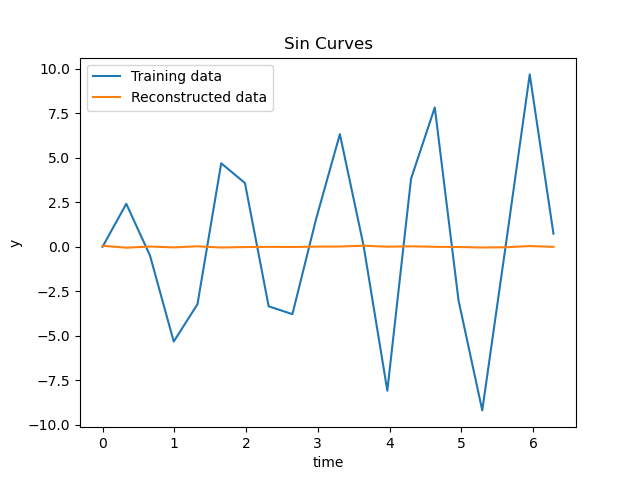 Sin Curves
Training data
Reconstructed data
10.0
7.5
5.0
2.5
0.0
−2.5
−5.0
−7.5
−10.0
y
0 1 2 3 4 5 6
time